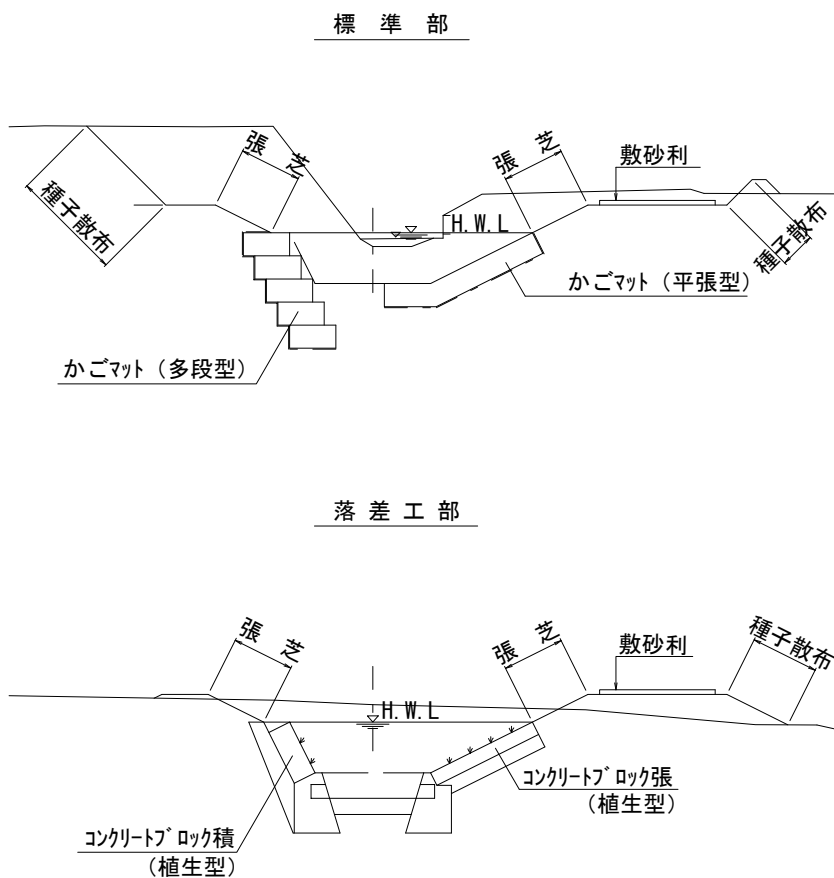 標 準 部
張 芝
張 芝
敷砂利
種子散布
H.W.L
種子散布
かごマット（平張型）
かごマット（多段型）
落 差 工 部
張 芝
張 芝
敷砂利
種子散布
H.W.L
コンクリートブロック張
（植生型）
コンクリートブロック積
（植生型）